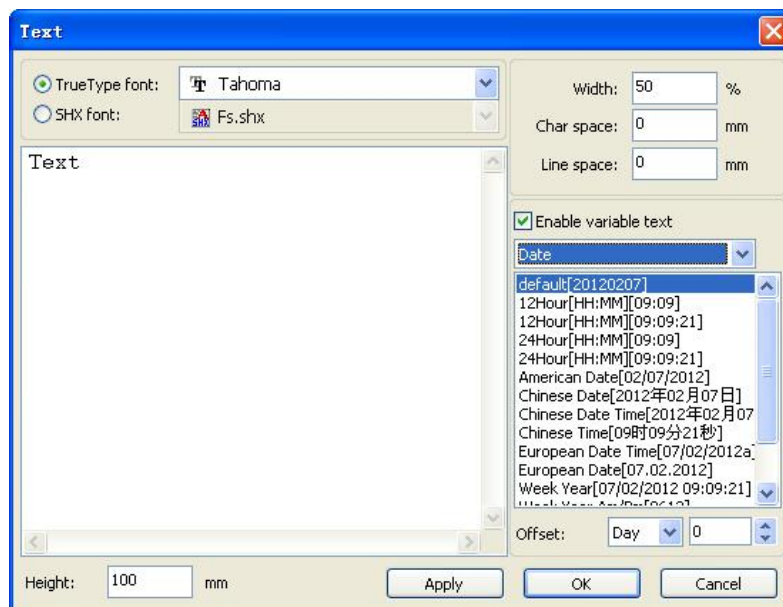 Text
TrueType font:
Tahoma
SHX font:
Fs.shx
Width: 50 %
Char space: 0 mm
Line space: 0 mm
Text
Enable variable text
Date
default[20120207]
12Hour[HH:MM][09:09]
12Hour[HH:MM][09:09:21]
24Hour[HH:MM][09:09]
24Hour[HH:MM][09:09:21]
American Date[02/07/2012]
Chinese Date[2012年02月07日]
Chinese Date Time[2012年02月07
Chinese Time[09时09分21秒]
European Date Time[07/02/2012a]
European Date[07.02.2012]
Week Year[07/02/2012 09:09:21]
Offset: Day 0
Height: 100 mm
Apply
OK
Cancel